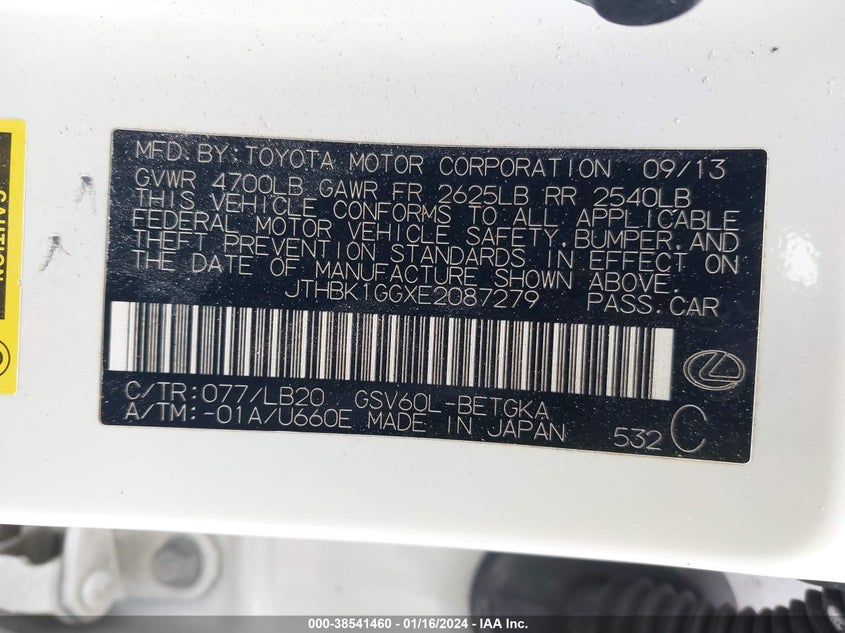 MFD.BY:TOYOTA MOTOR CORPORATION 09/13
GVWR 4700LB GAWR FR 2625LB RR 2540LB
THIS VEHICLE CONFORMS TO ALL APPLICABLE
FEDERAL MOTOR VEHICLE SAFETY,BUMPER,AND
THEFT PREVENTION STANDARDS IN EFFECT ON
THE DATE OF MANUFACTURE SHOWN ABOVE.
JTHBK1GGXE2087279 PASS.CAR
C/TR:077/LB20 GSV60L-BETGKA
A/TM:-01A/U660E MADE IN JAPAN 532 C
CAUTION
000-38541460 - 01/16/2024 - IAA Inc.